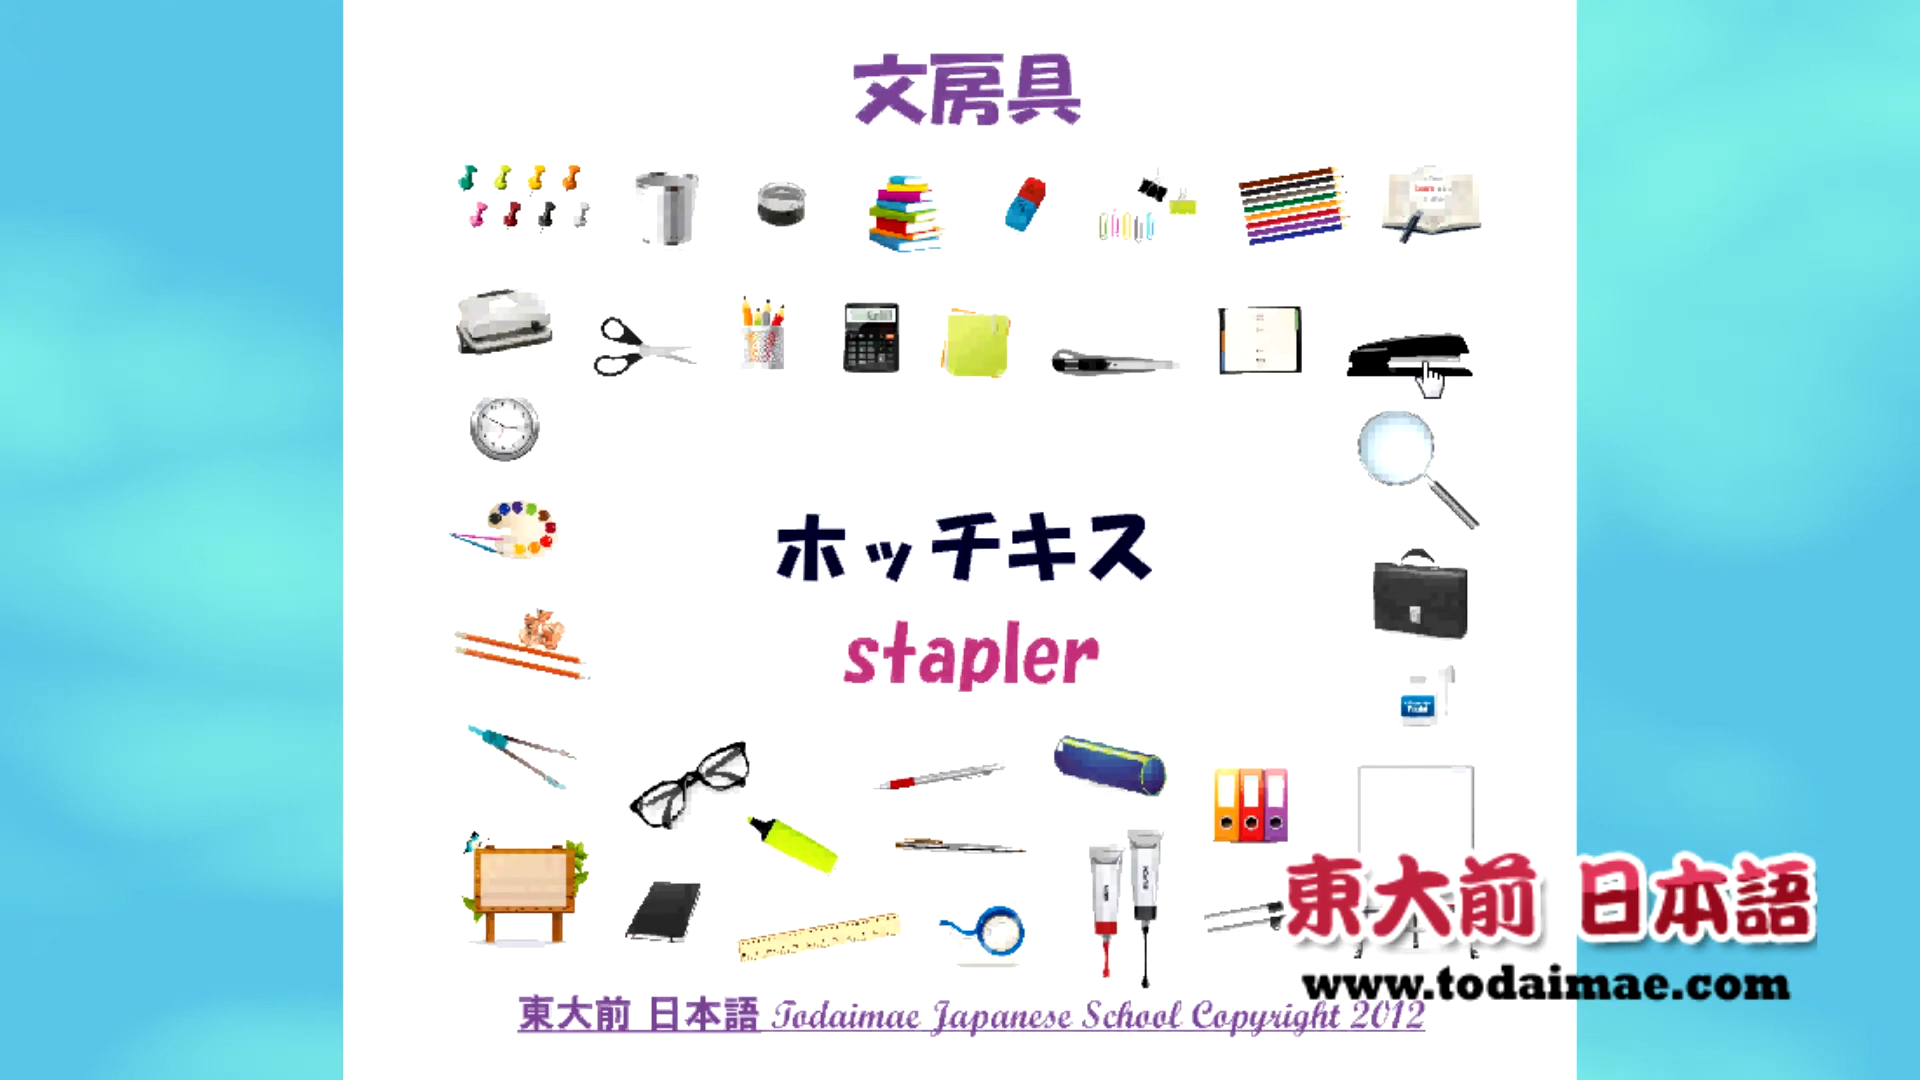 文房具
ホッチキス
stapler
東大前 日本語
www.todaimae.com
東大前 日本語 Todaimae Japanese School Copyright 2012